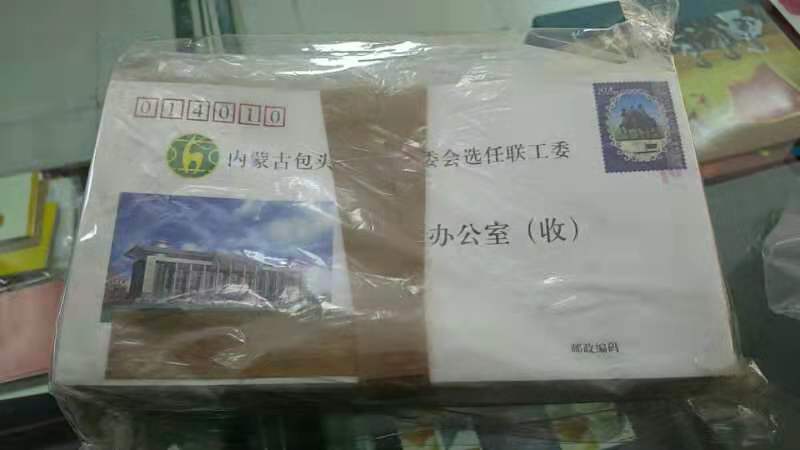 014010
内蒙古包头 委会选任联工委
办公室（收）
邮政编码